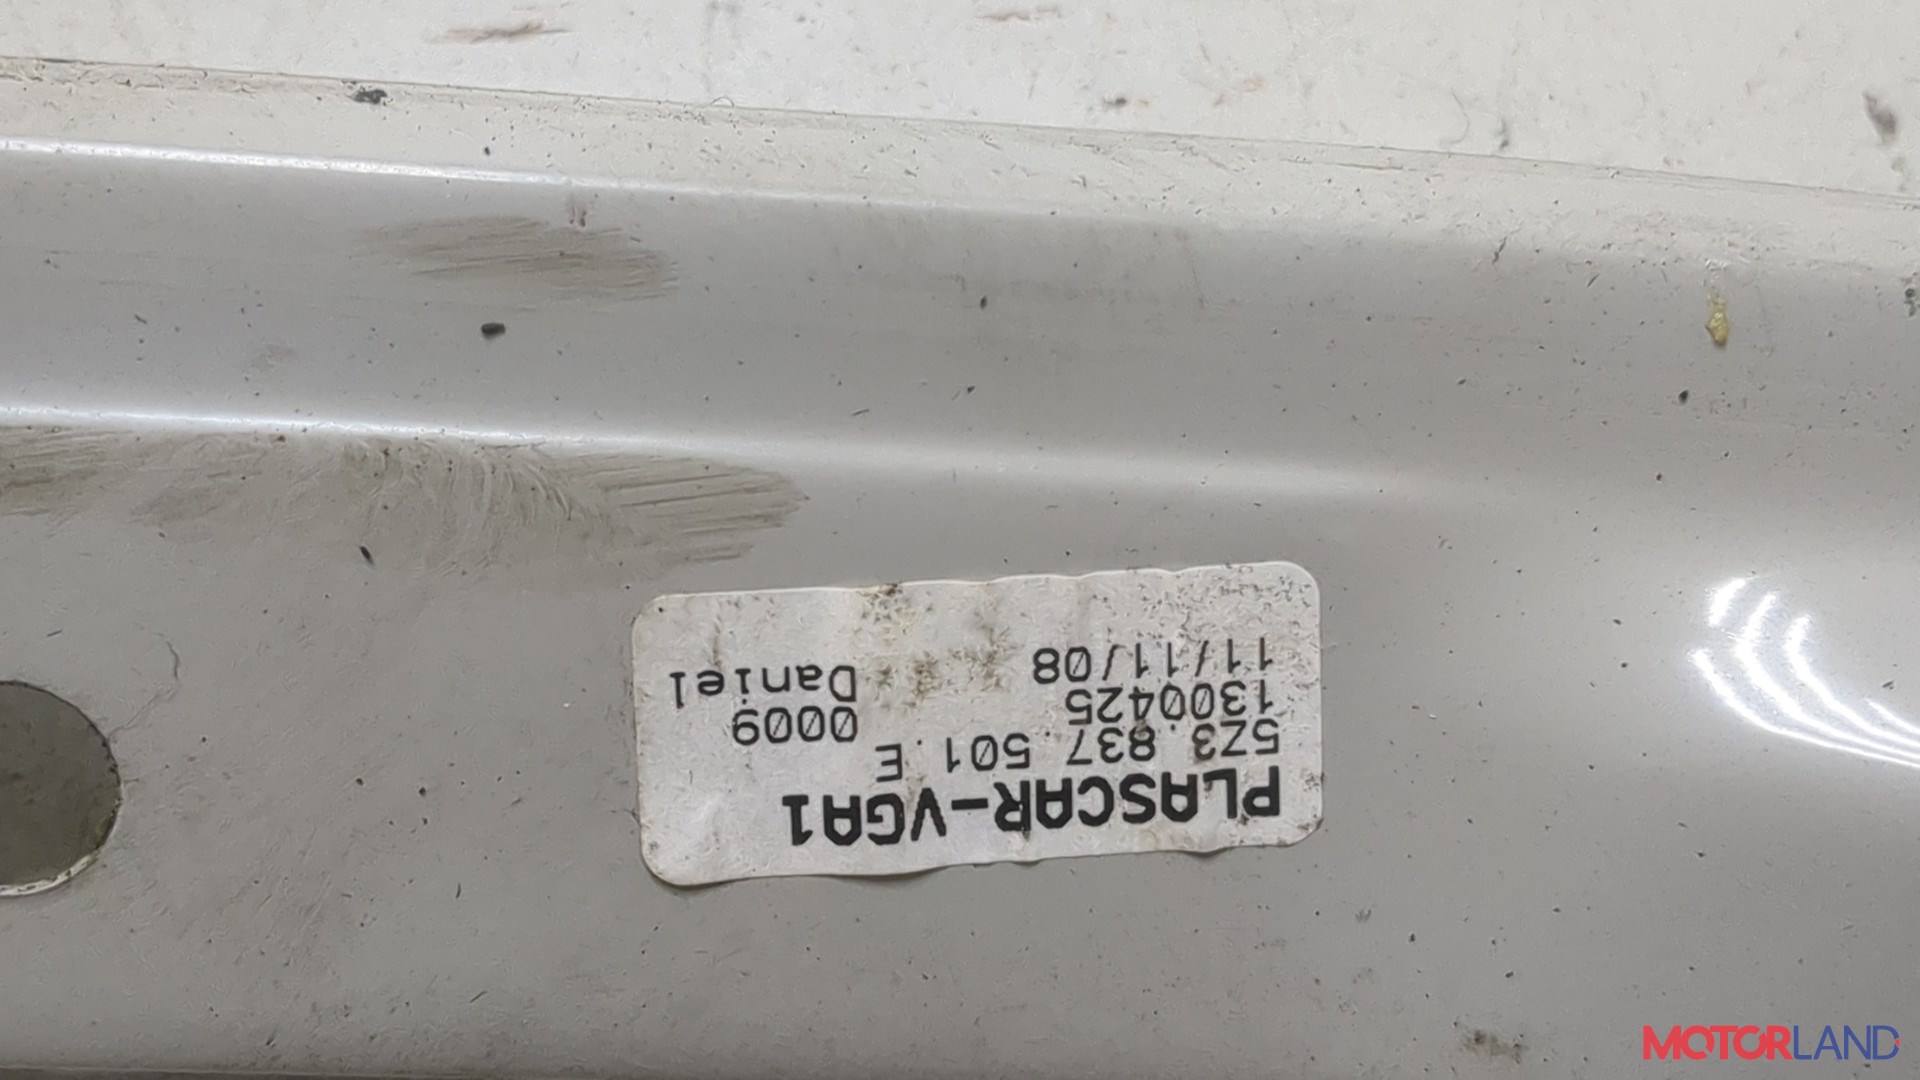 PLASCAR-VGA1
5Z3.837.501.E
1300425 0009
11/11/08 Daniel
MOTORLAND